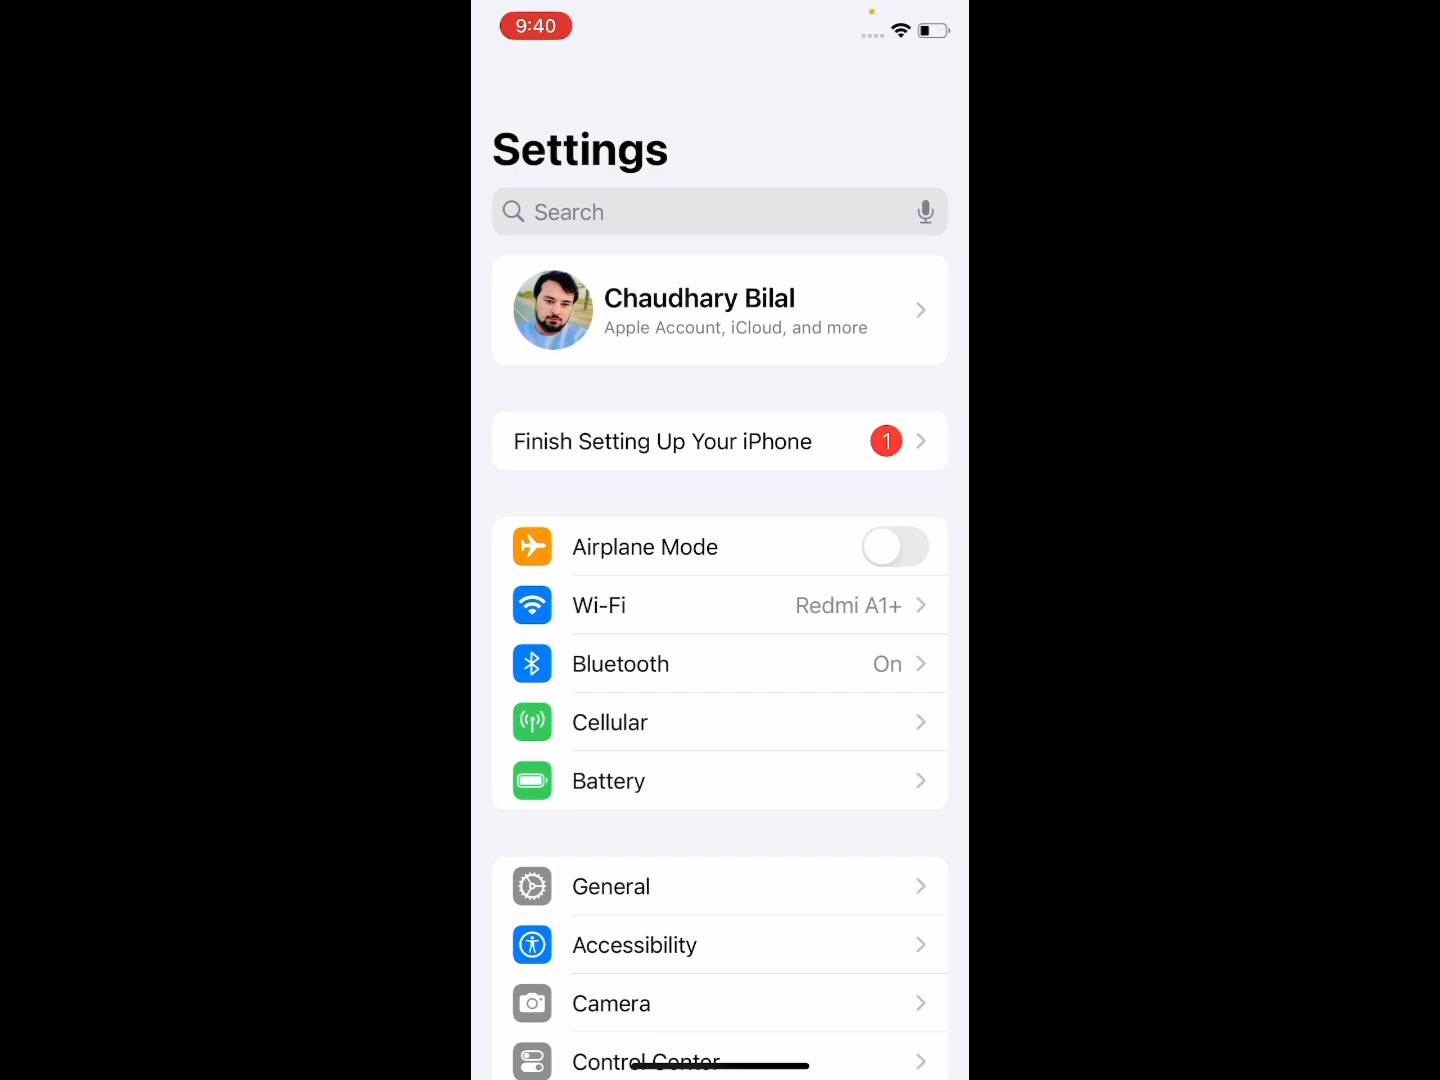 9:40
Settings
Search
Chaudhary Bilal
Apple Account, iCloud, and more
Finish Setting Up Your iPhone 1
Airplane Mode
Wi-Fi Redmi A1+
Bluetooth On
Cellular
Battery
General
Accessibility
Camera
Control Center